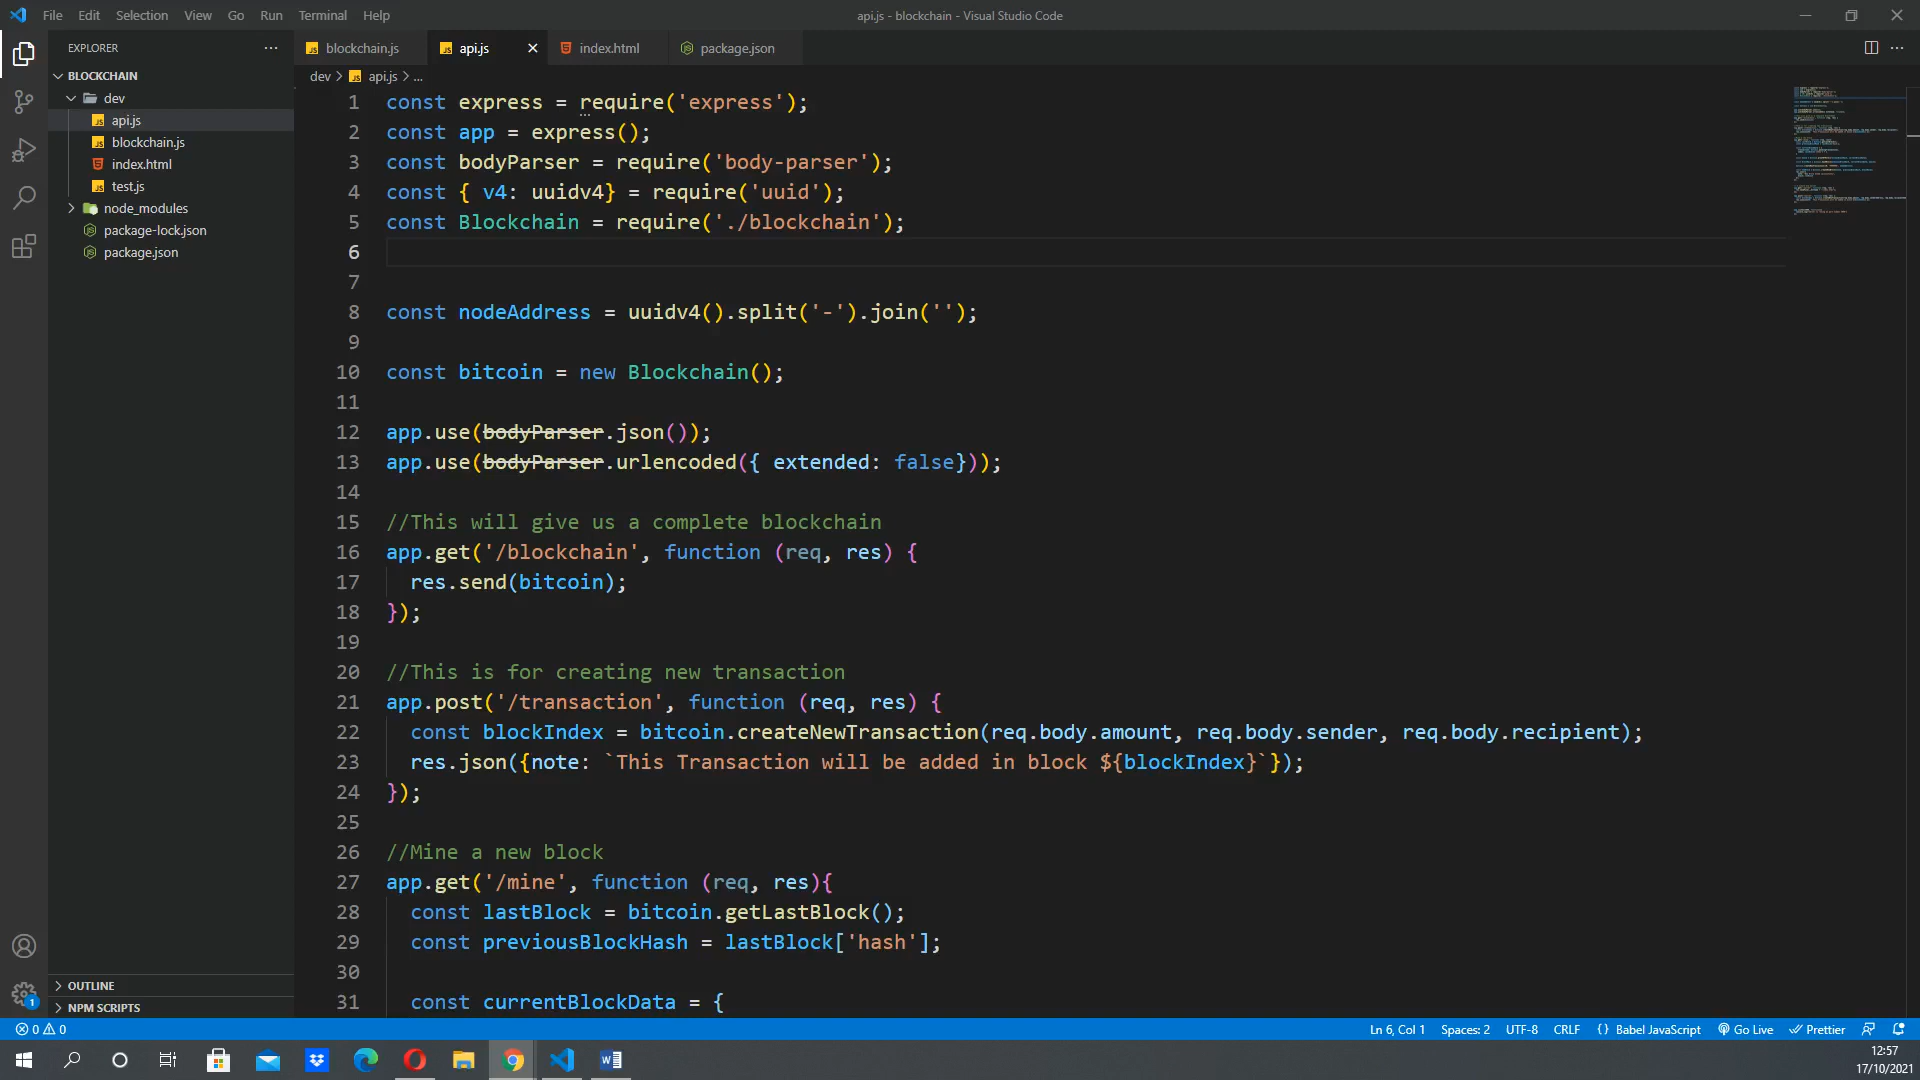 File Edit Selection View Go Run Terminal Help
api.js - blockchain - Visual Studio Code
EXPLORER
BLOCKCHAIN
dev
api.js
blockchain.js
index.html
test.js
node_modules
package-lock.json
package.json
OUTLINE
NPM SCRIPTS
blockchain.js api.js index.html package.json
dev > api.js > ...
1 const express = require('express');
2 const app = express();
3 const bodyParser = require('body-parser');
4 const { v4: uuidv4} = require('uuid');
5 const Blockchain = require('./blockchain');
6
7
8 const nodeAddress = uuidv4().split('-').join('');
9
10 const bitcoin = new Blockchain();
11
12 app.use(bodyParser.json());
13 app.use(bodyParser.urlencoded({ extended: false}));
14
15 //This will give us a complete blockchain
16 app.get('/blockchain', function (req, res) {
17 res.send(bitcoin);
18 });
19
20 //This is for creating new transaction
21 app.post('/transaction', function (req, res) {
22 const blockIndex = bitcoin.createNewTransaction(req.body.amount, req.body.sender, req.body.recipient);
23 res.json({note: `This Transaction will be added in block ${blockIndex}`});
24 });
25
26 //Mine a new block
27 app.get('/mine', function (req, res){
28 const lastBlock = bitcoin.getLastBlock();
29 const previousBlockHash = lastBlock['hash'];
30
31 const currentBlockData = {
1
0 0
Ln 6, Col 1 Spaces: 2 UTF-8 CRLF {} Babel JavaScript Go Live Prettier
12:57
17/10/2021